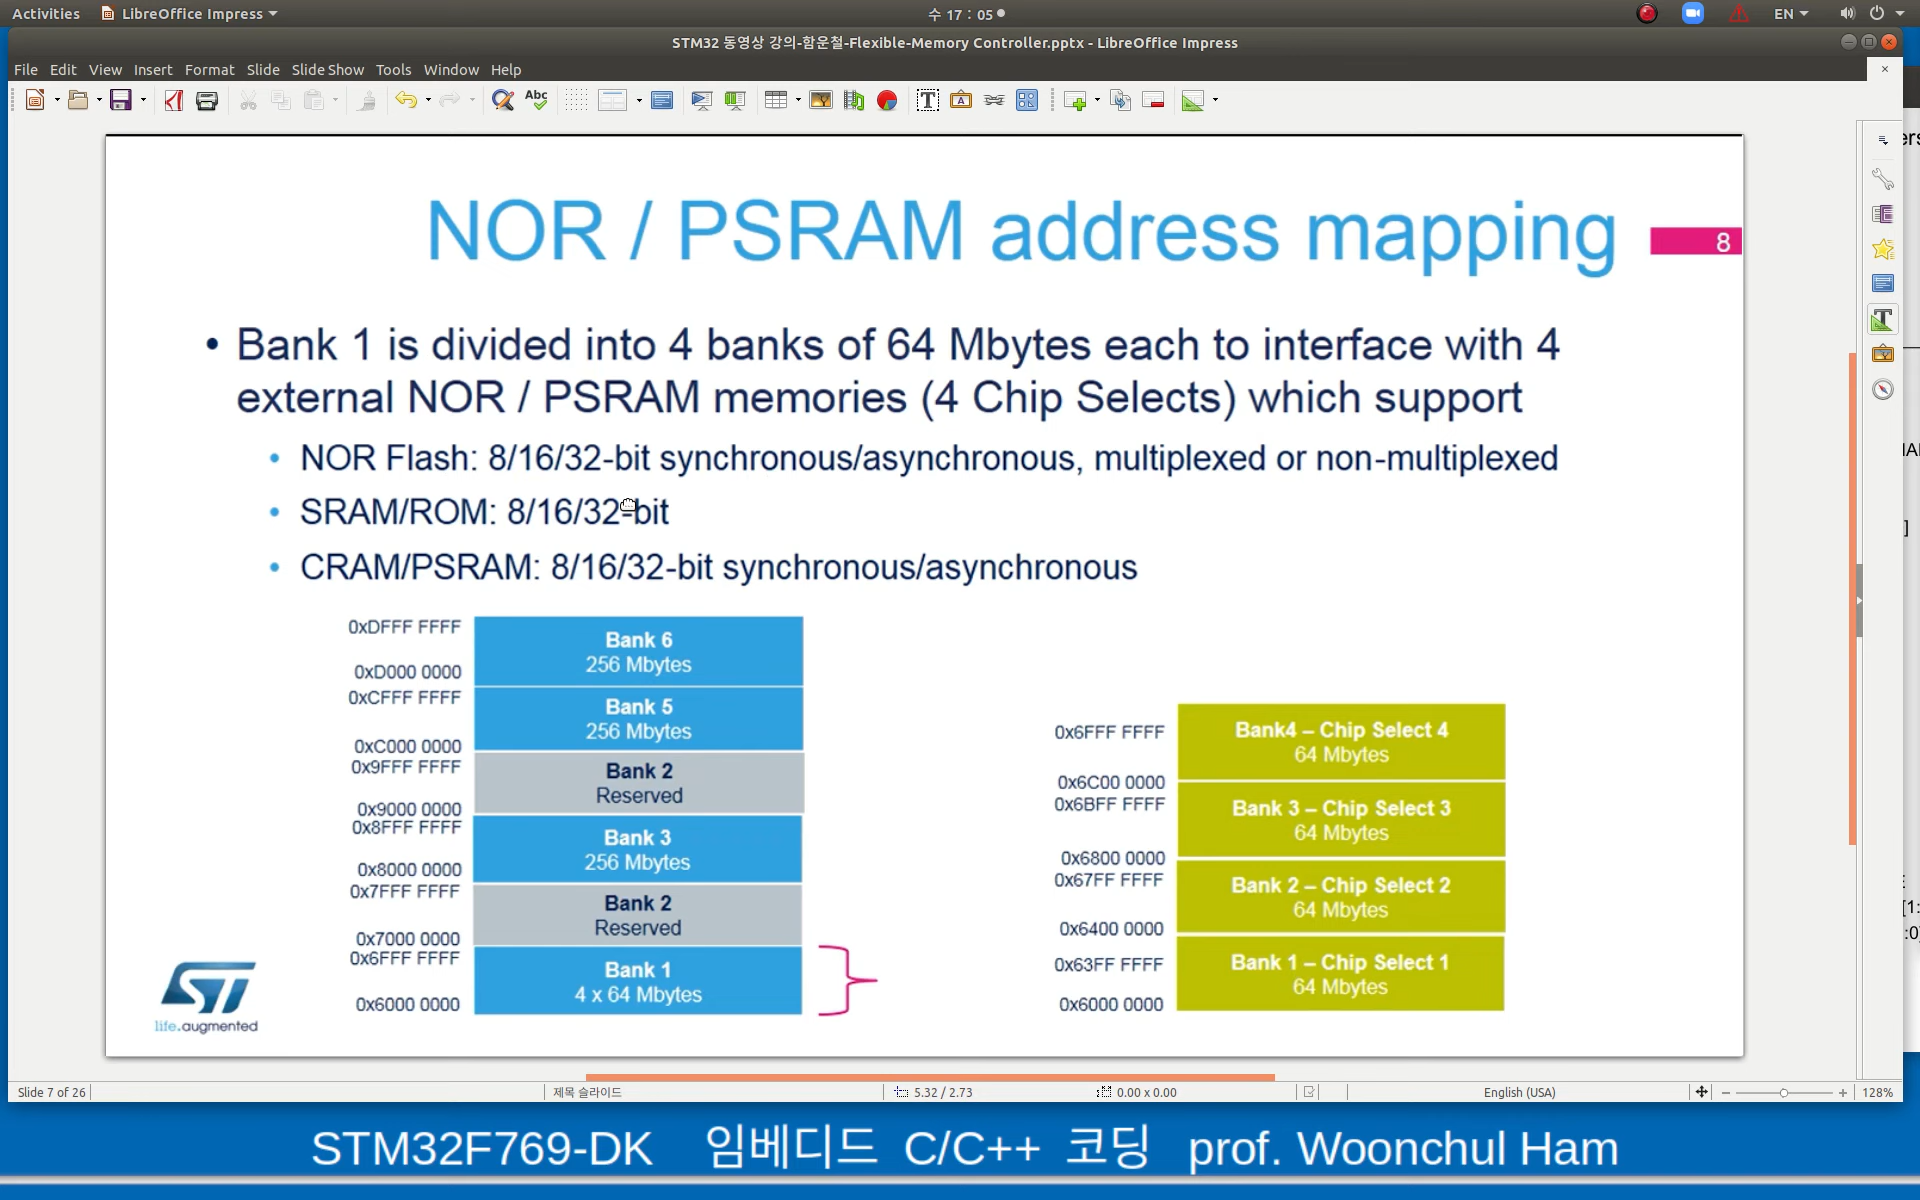 Activities LibreOffice Impress 수 17 : 05 EN
STM32 동영상 강의-함운철-Flexible-Memory Controller.pptx - LibreOffice Impress
File Edit View Insert Format Slide Slide Show Tools Window Help
Abc
NOR / PSRAM address mapping
8
• Bank 1 is divided into 4 banks of 64 Mbytes each to interface with 4
external NOR / PSRAM memories (4 Chip Selects) which support
• NOR Flash: 8/16/32-bit synchronous/asynchronous, multiplexed or non-multiplexed
• SRAM/ROM: 8/16/32-bit
• CRAM/PSRAM: 8/16/32-bit synchronous/asynchronous
0xDFFF FFFF
Bank 6
256 Mbytes
0xD000 0000
0xCFFF FFFF
Bank 5
256 Mbytes
0xC000 0000
0x9FFF FFFF
Bank 2
Reserved
0x9000 0000
0x8FFF FFFF
Bank 3
256 Mbytes
0x8000 0000
0x7FFF FFFF
Bank 2
Reserved
0x7000 0000
0x6FFF FFFF
Bank 1
4 x 64 Mbytes
0x6000 0000
0x6FFF FFFF
Bank4 – Chip Select 4
64 Mbytes
0x6C00 0000
0x6BFF FFFF
Bank 3 – Chip Select 3
64 Mbytes
0x6800 0000
0x67FF FFFF
Bank 2 – Chip Select 2
64 Mbytes
0x6400 0000
0x63FF FFFF
Bank 1 – Chip Select 1
64 Mbytes
0x6000 0000
ST
life.augmented
Slide 7 of 26 제목 슬라이드 5.32 / 2.73 0.00 x 0.00 English (USA) 128%
STM32F769-DK 임베디드 C/C++ 코딩 prof. Woonchul Ham